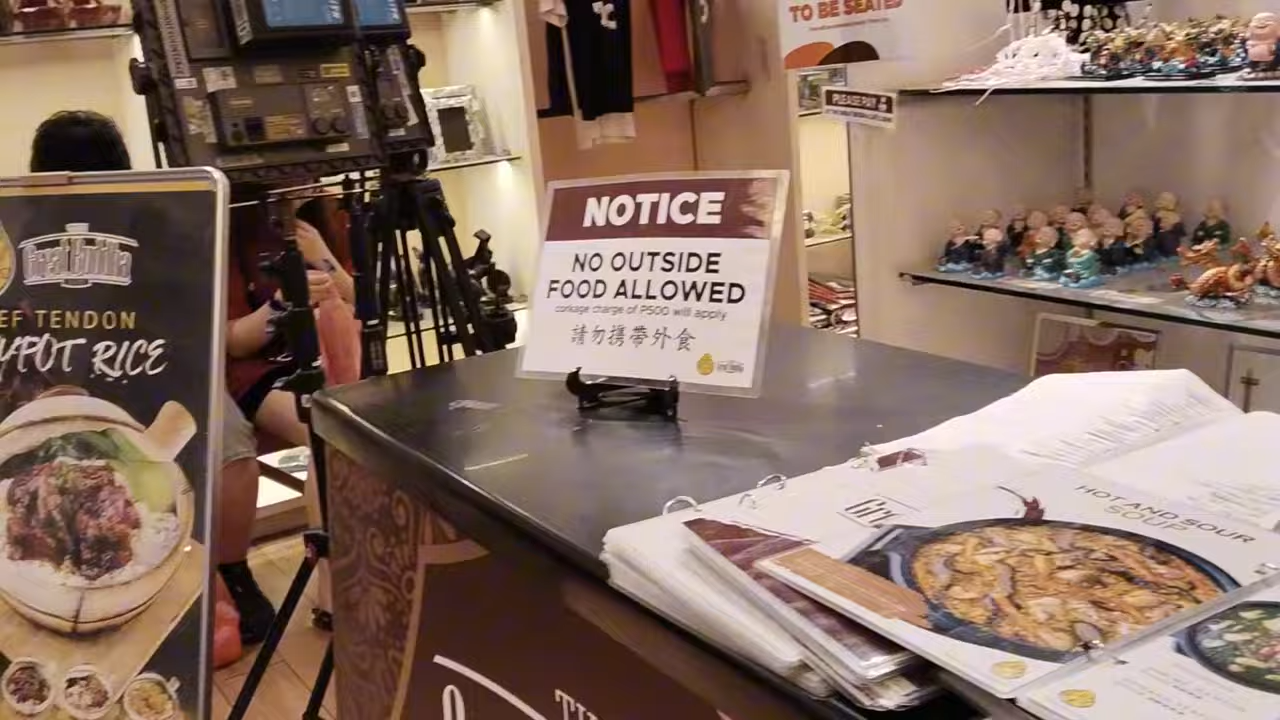 TO BE SEATED
PLEASE PAY
Great Buddha
EF TENDON
YPOT RICE
NOTICE
NO OUTSIDE
FOOD ALLOWED
corkage charge of P500 will apply
請勿攜帶外食
HOT AND SOUR
SOUP